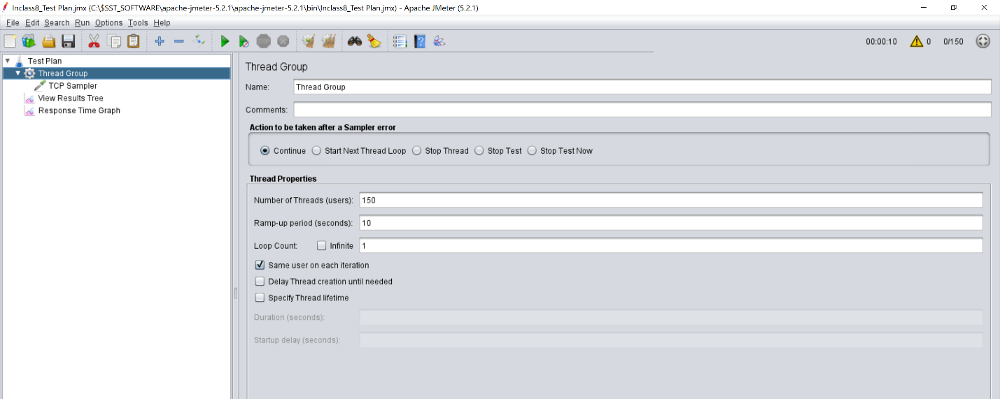 Inclass8_Test Plan.jmx (C:\$SST_SOFTWARE\apache-jmeter-5.2.1\apache-jmeter-5.2.1\bin\Inclass8_Test Plan.jmx) - Apache JMeter (5.2.1)
File Edit Search Run Options Tools Help
00:00:10 0 0/150
Test Plan
Thread Group
TCP Sampler
View Results Tree
Response Time Graph
Thread Group
Name: Thread Group
Comments:
Action to be taken after a Sampler error
Continue Start Next Thread Loop Stop Thread Stop Test Stop Test Now
Thread Properties
Number of Threads (users): 150
Ramp-up period (seconds): 10
Loop Count: Infinite 1
Same user on each iteration
Delay Thread creation until needed
Specify Thread lifetime
Duration (seconds):
Startup delay (seconds):